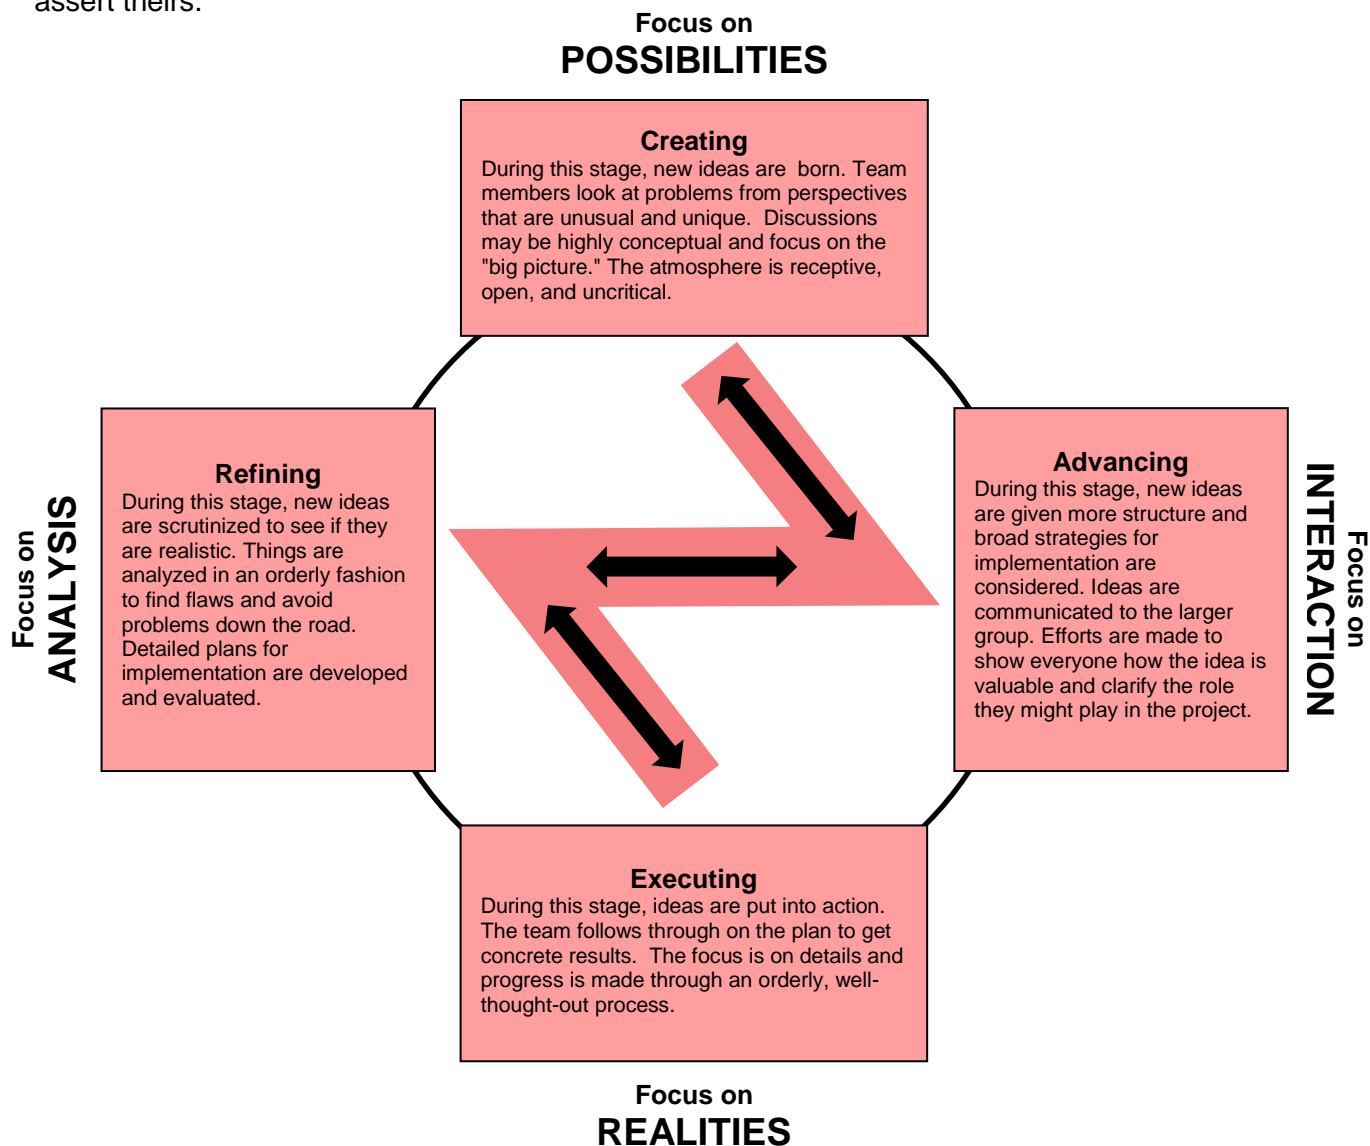 assert theirs.
Focus on
POSSIBILITIES
Creating
During this stage, new ideas are  born. Team
members look at problems from perspectives
that are unusual and unique.  Discussions
may be highly conceptual and focus on the
"big picture." The atmosphere is receptive,
open, and uncritical.
Focus on
ANALYSIS
Refining
During this stage, new ideas
are scrutinized to see if they
are realistic. Things are
analyzed in an orderly fashion
to find flaws and avoid
problems down the road.
Detailed plans for
implementation are developed
and evaluated.
Advancing
During this stage, new ideas
are given more structure and
broad strategies for
implementation are
considered. Ideas are
communicated to the larger
group. Efforts are made to
show everyone how the idea is
valuable and clarify the role
they might play in the project.
Focus on
INTERACTION
Executing
During this stage, ideas are put into action.
The team follows through on the plan to get
concrete results.  The focus is on details and
progress is made through an orderly, well-
thought-out process.
Focus on
REALITIES